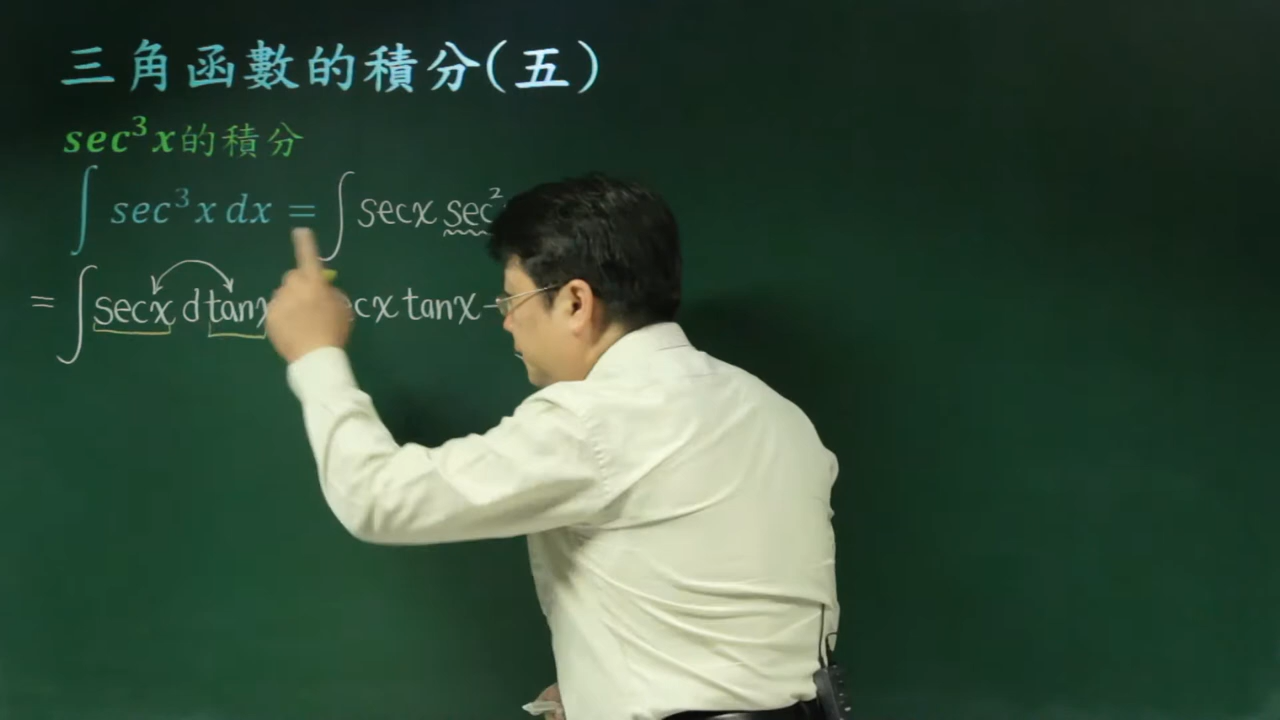 三角函數的積分(五)
sec³x的積分
∫ sec³x dx = ∫ secx sec²
= ∫ secx d tanx cx tanx −